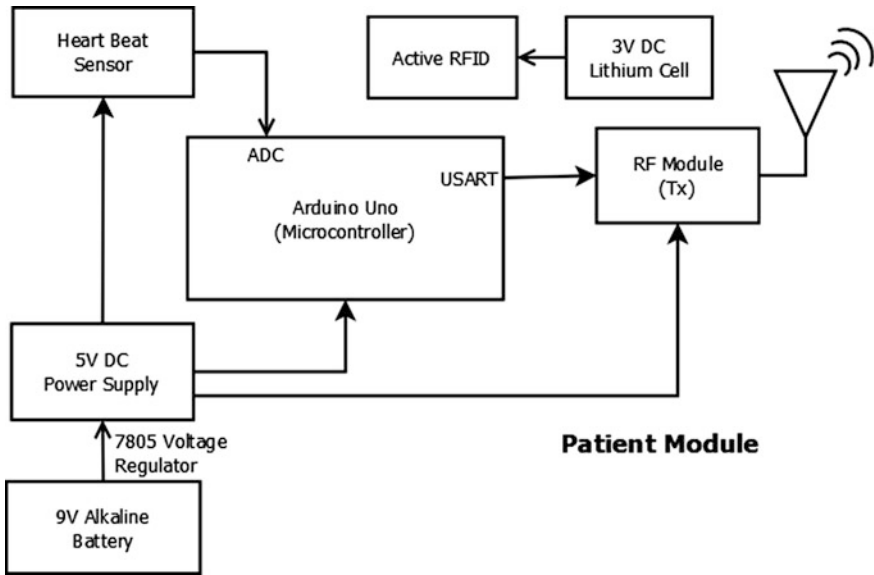 Heart Beat
Sensor
Active RFID
3V DC
Lithium Cell
ADC
USART
Arduino Uno
(Microcontroller)
RF Module
(Tx)
5V DC
Power Supply
7805 Voltage
Regulator
Patient Module
9V Alkaline
Battery